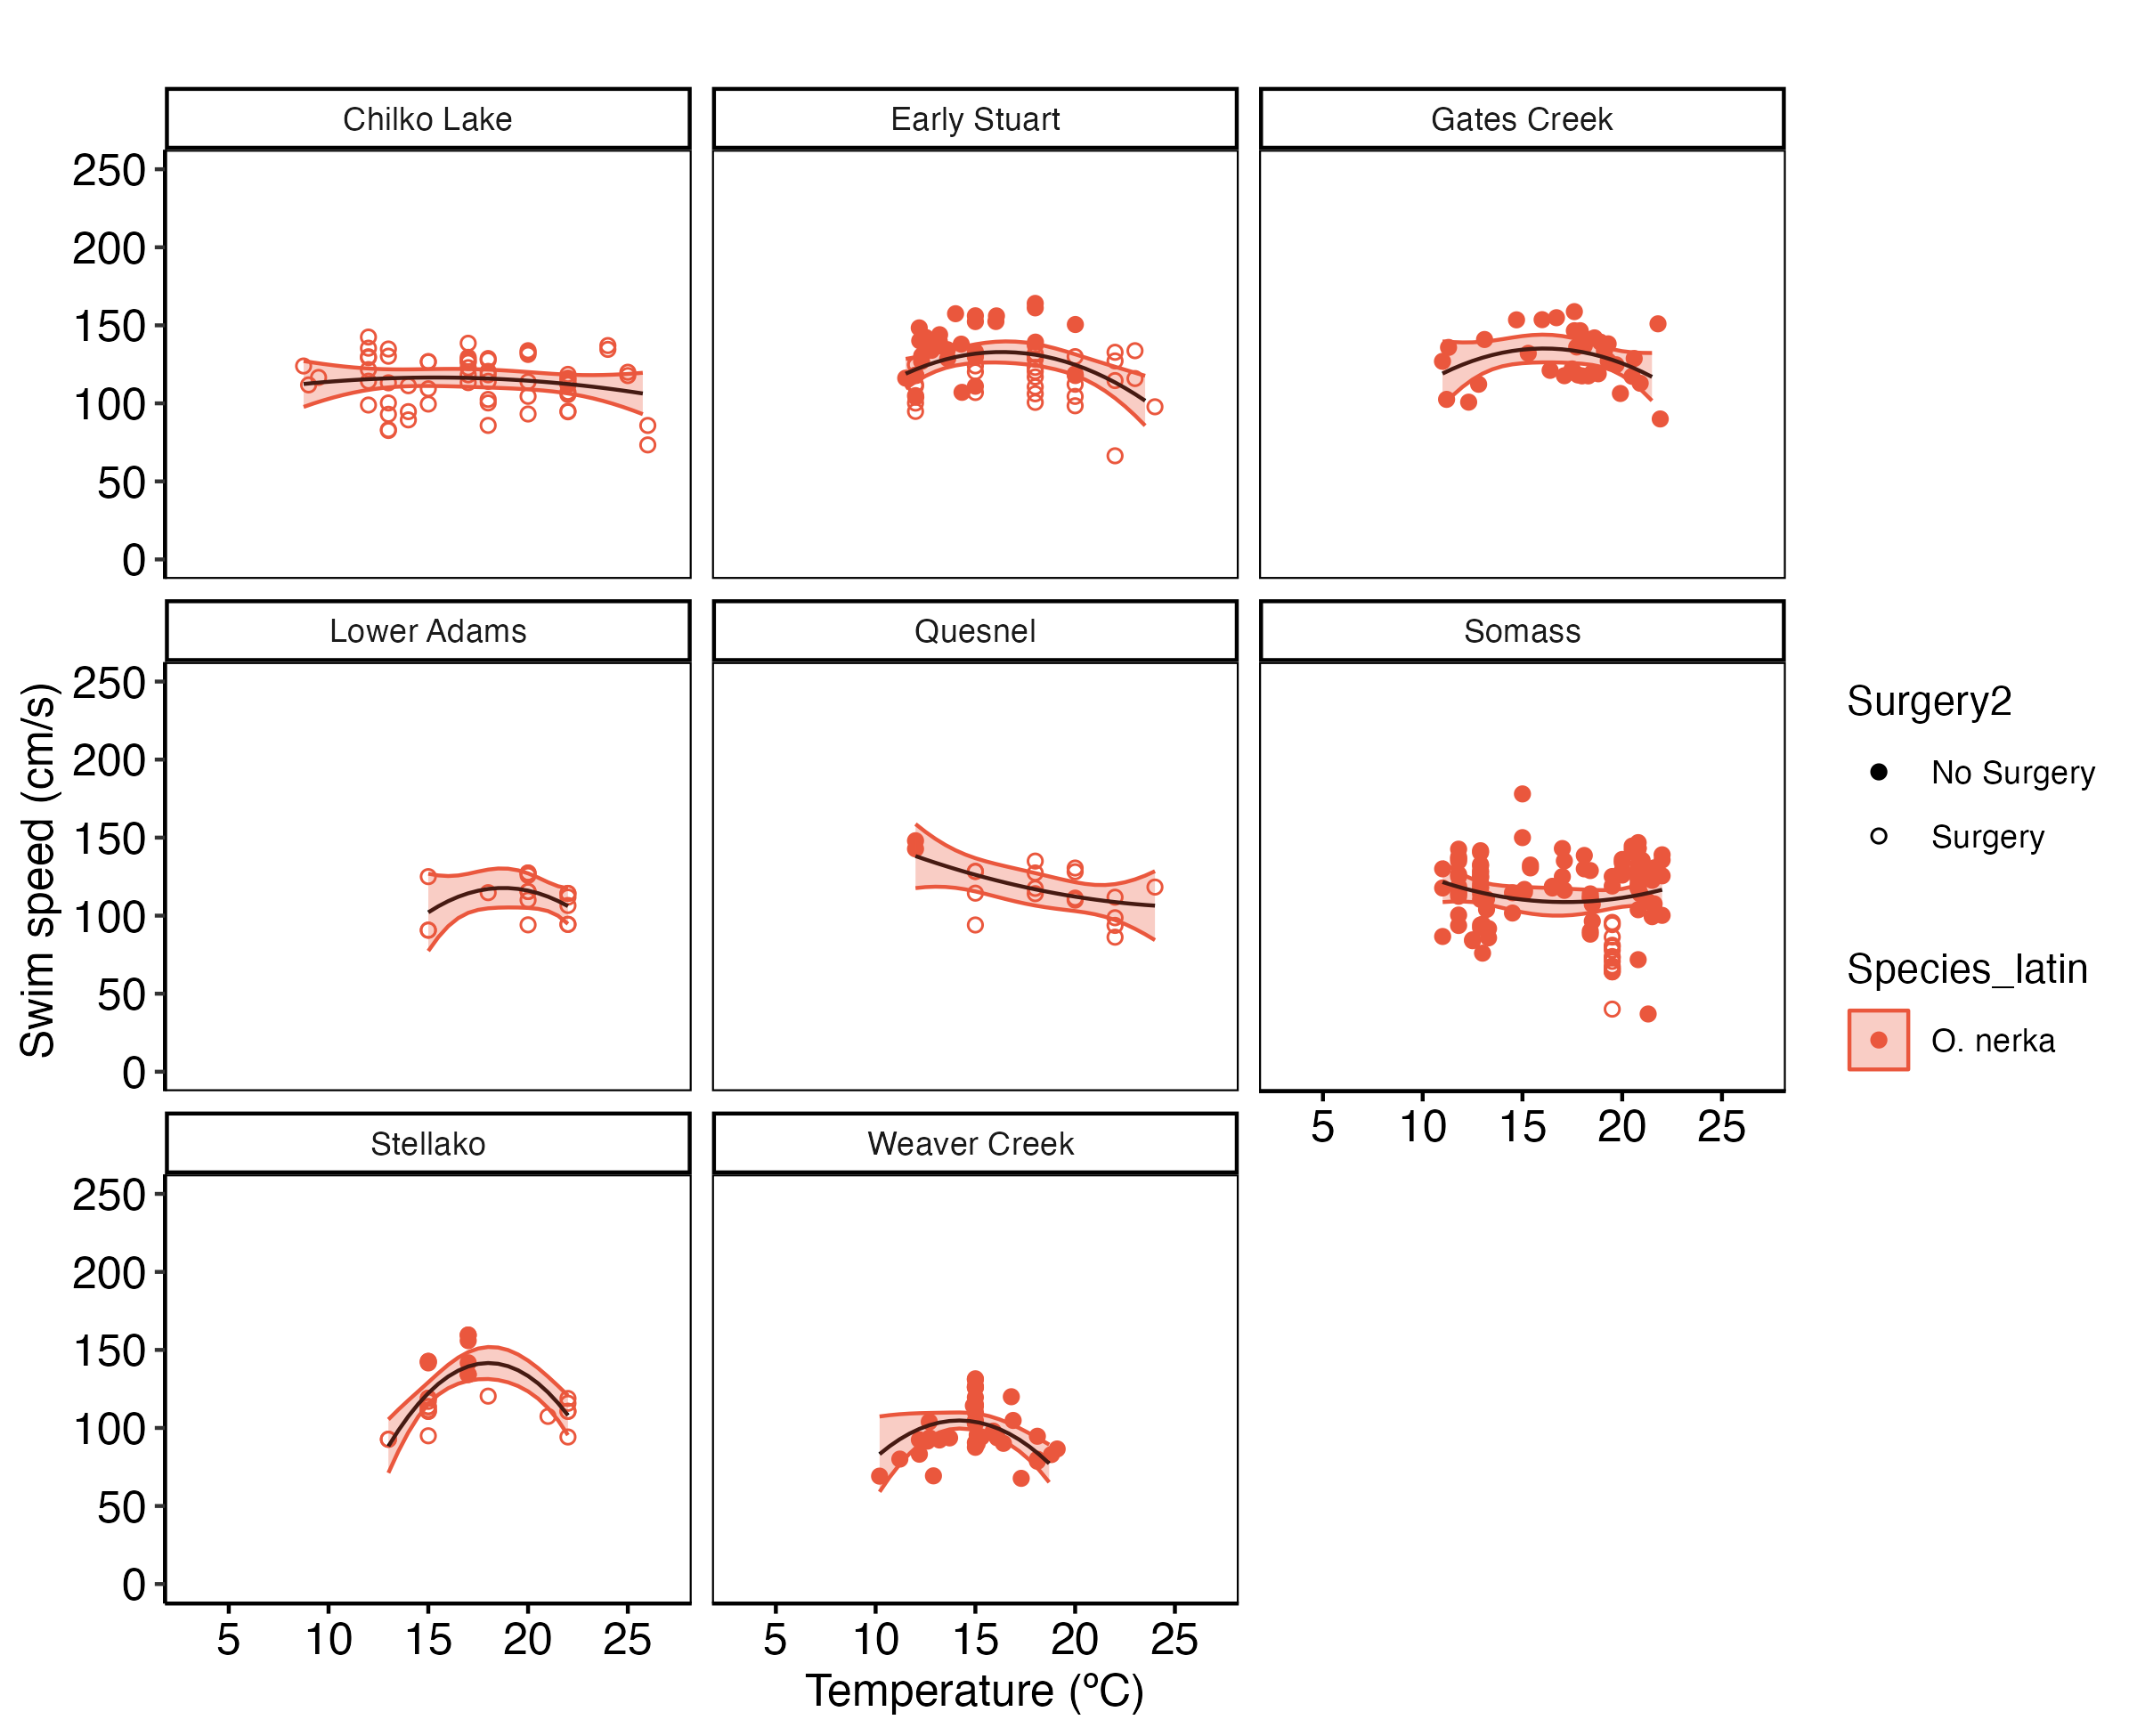 Chilko Lake
Early Stuart
Gates Creek
250
200
150
100
50
0
Lower Adams
Quesnel
Somass
250
200
150
100
50
0
5 10 15 20 25
Stellako
Weaver Creek
250
200
150
100
50
0
5 10 15 20 25
5 10 15 20 25
Swim speed (cm/s)
Temperature (ºC)
Surgery2
No Surgery
Surgery
Species_latin
O. nerka